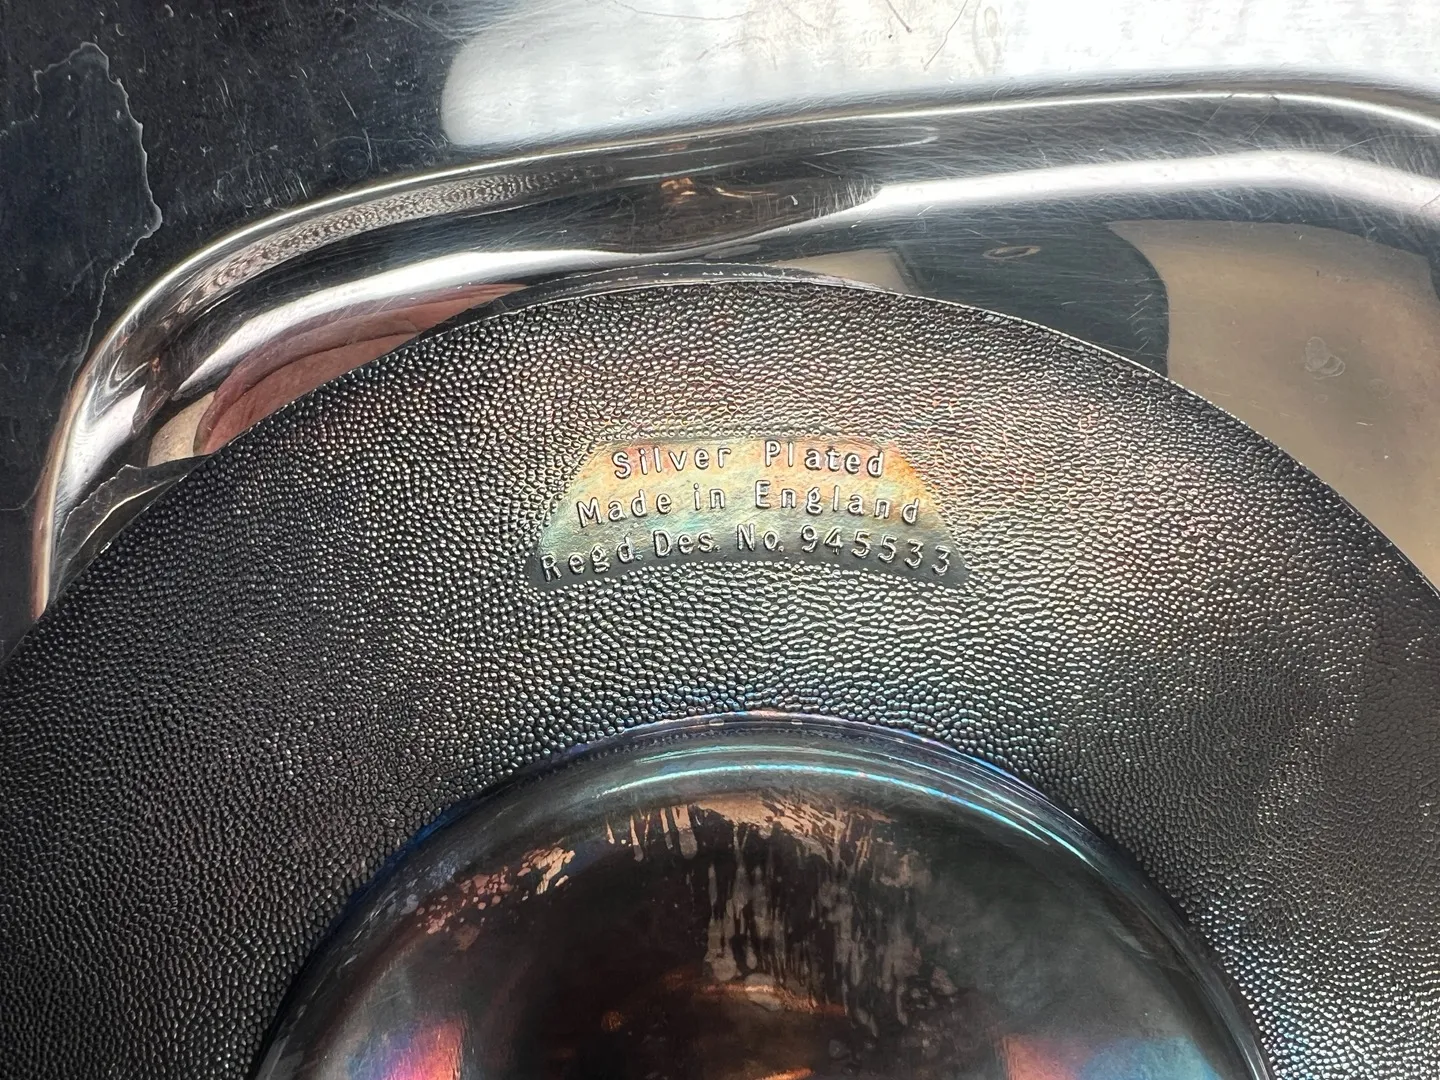 Silver Plated
Made in England
Regd. Des. No. 945533